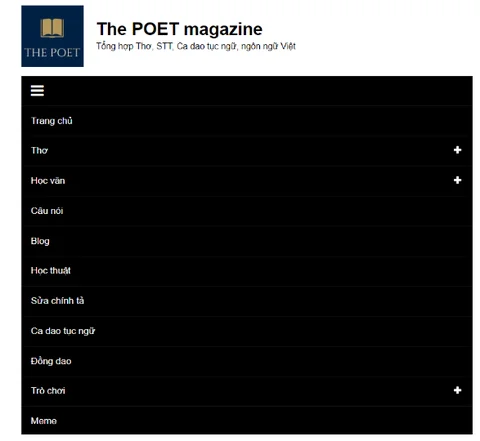 THE POET
The POET magazine
Tổng hợp Thơ, STT, Ca dao tục ngữ, ngôn ngữ Việt
Trang chủ
Thơ
Học văn
Câu nói
Blog
Học thuật
Sửa chính tả
Ca dao tục ngữ
Đồng dao
Trò chơi
Meme